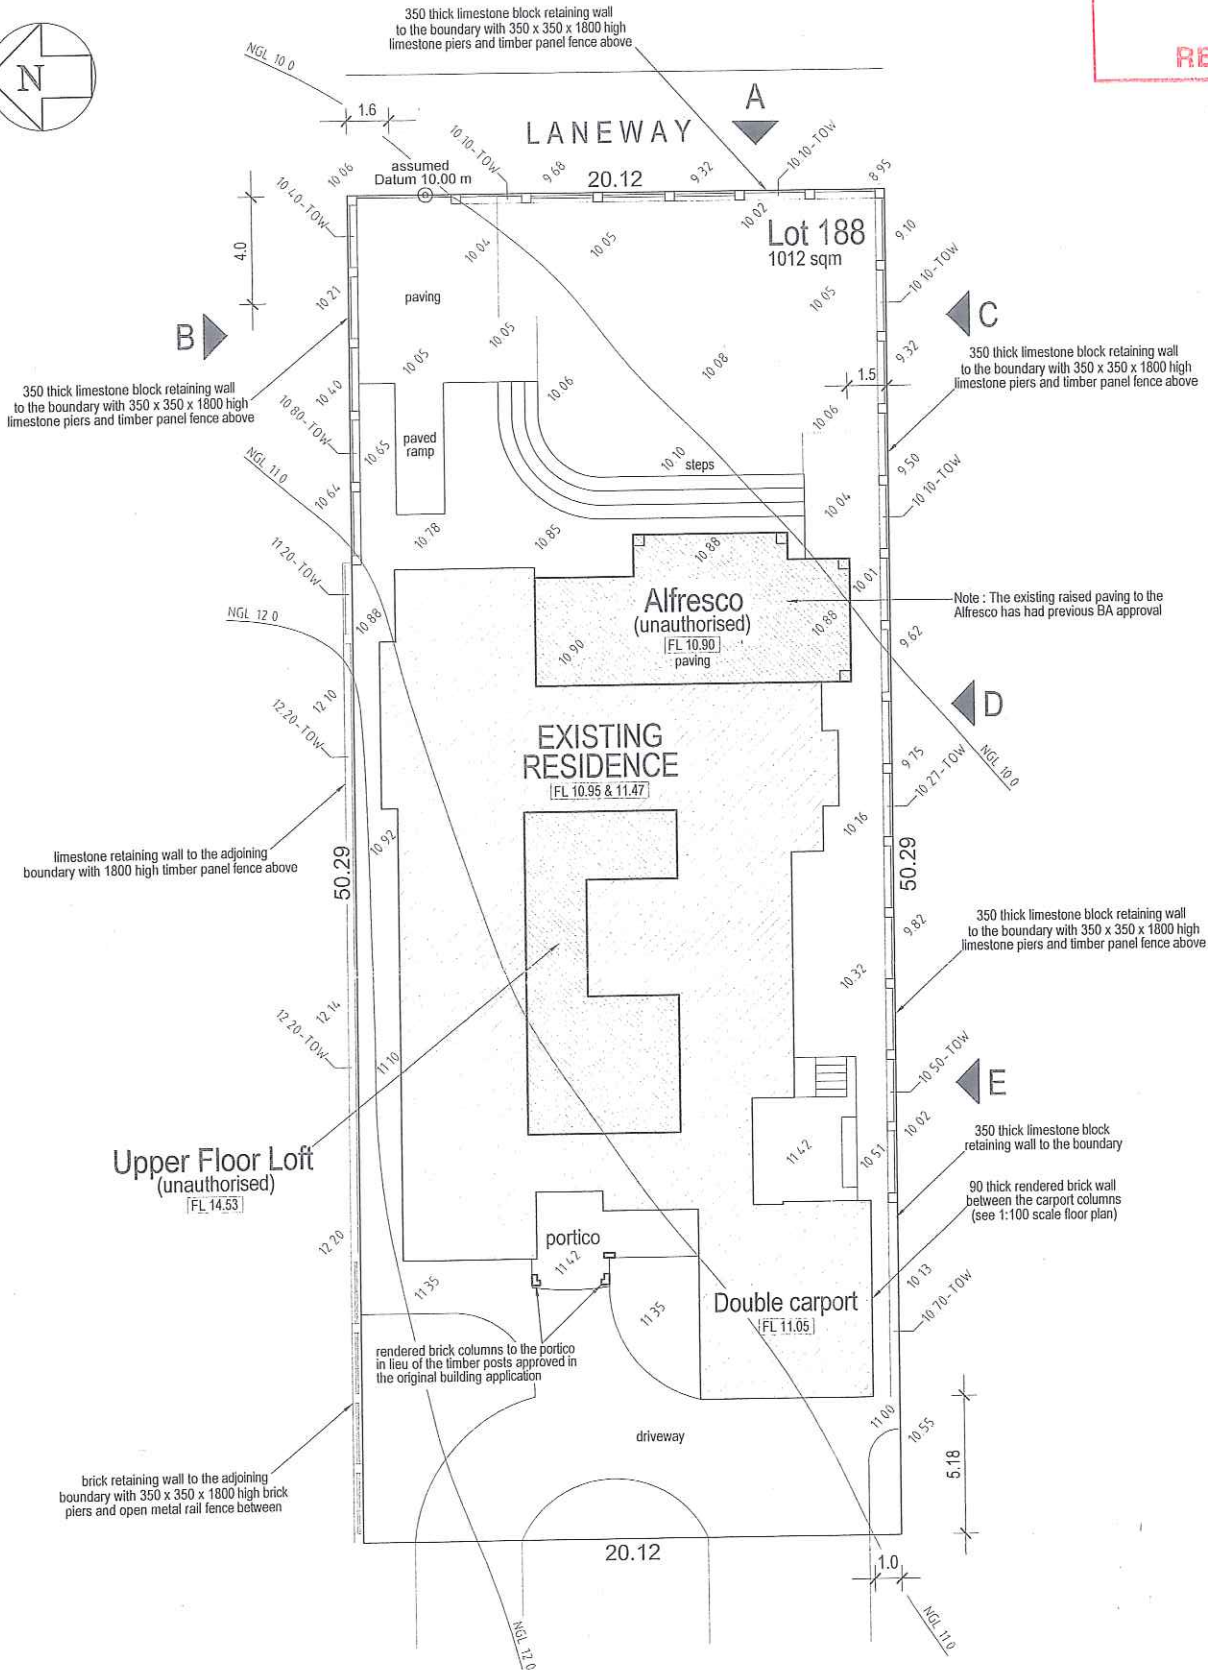 350 thick limestone block retaining wall
to the boundary with 350 x 350 x 1800 high
limestone piers and timber panel fence above
RE
N
NGL 10 0
1.6
A
LANEWAY
10.06
assumed
Datum 10.00 m
10.10-TOW
9.68
20.12
9.32
10.10-TOW
8.95
10.40-TOW
4.0
10.04
10.05
10.02
Lot 188
1012 sqm
9.10
10.10-TOW
10.21
paving
10.05
B
C
10.05
10.05
10.08
9.32
350 thick limestone block retaining wall
to the boundary with 350 x 350 x 1800 high
limestone piers and timber panel fence above
350 thick limestone block retaining wall
to the boundary with 350 x 350 x 1800 high
limestone piers and timber panel fence above
1.5
10.40
10.06
10.06
10.80-TOW
10.65
paved
ramp
NGL 11 0
10.10
steps
9.50
10.10-TOW
10.64
10.04
10.78
10.85
11.20-TOW
10.88
10.01
Note : The existing raised paving to the
Alfresco has had previous BA approval
Alfresco
(unauthorised)
FL 10.90
paving
10.90
10.88
NGL 12 0
10.88
9.62
12.10
12.20-TOW
D
EXISTING
RESIDENCE
FL 10.95 & 11.47
9.75
10.27-TOW
NGL 10 0
10.16
10.92
limestone retaining wall to the adjoining
boundary with 1800 high timber panel fence above
50.29
50.29
9.82
350 thick limestone block retaining wall
to the boundary with 350 x 350 x 1800 high
limestone piers and timber panel fence above
10.32
12.14
12.20-TOW
11.10
10.50-TOW
E
10.02
350 thick limestone block
retaining wall to the boundary
11.42
10.51
Upper Floor Loft
(unauthorised)
FL 14.53
90 thick rendered brick wall
between the carport columns
(see 1:100 scale floor plan)
12.20
portico
11.42
10.13
10.70-TOW
11.35
11.35
Double carport
FL 11.05
rendered brick columns to the portico
in lieu of the timber posts approved in
the original building application
11.00
10.55
driveway
5.18
brick retaining wall to the adjoining
boundary with 350 x 350 x 1800 high brick
piers and open metal rail fence between
20.12
1.0
NGL 12 0
NGL 11 0